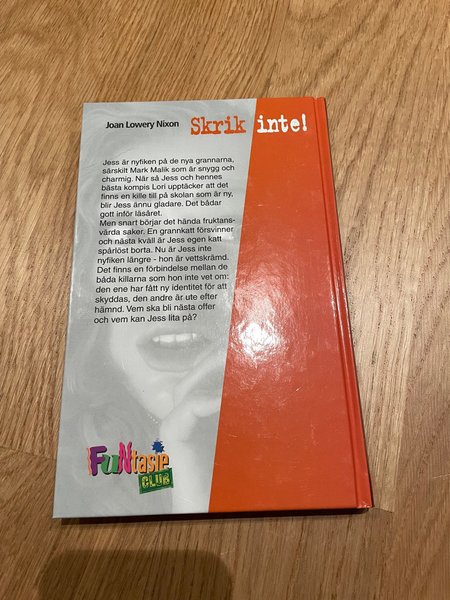 Joan Lowery Nixon Skrik inte!
Jess är nyfiken på de nya grannarna,
särskilt Mark Malik som är snygg och
charmig. När så Jess och hennes
bästa kompis Lori upptäcker att det
finns en kille till på skolan som är ny,
blir Jess ännu gladare. Det bådar
gott inför läsåret.
Men snart börjar det hända fruktans-
värda saker. En grannkatt försvinner
och nästa kväll är Jess egen katt
spårlöst borta. Nu är Jess inte
nyfiken längre - hon är vettskrämd.
Det finns en förbindelse mellan de
båda killarna som hon inte vet om:
den ene har fått ny identitet för att
skyddas, den andre är ute efter
hämnd. Vem ska bli nästa offer
och vem kan Jess lita på?
FuNtasie
CLUB